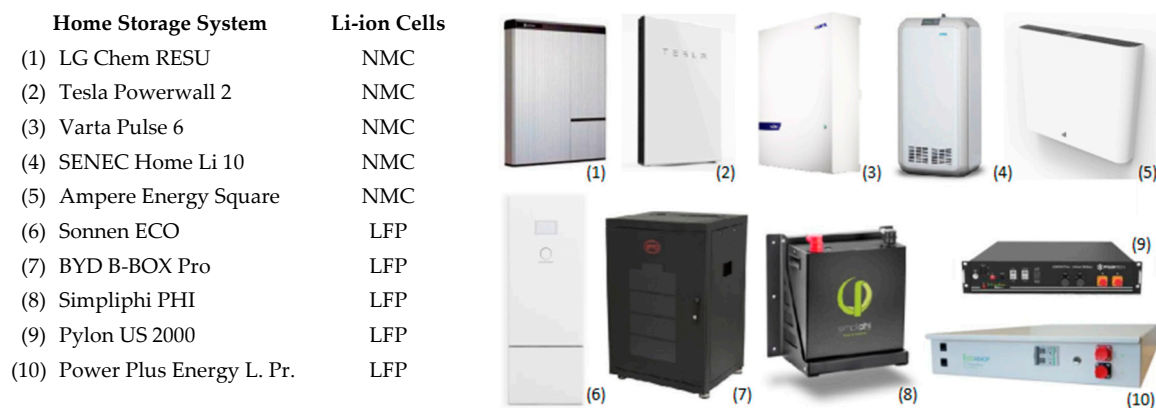 Home Storage System Li-ion Cells
(1) LG Chem RESU NMC
(2) Tesla Powerwall 2 NMC
(3) Varta Pulse 6 NMC
(4) SENEC Home Li 10 NMC
(5) Ampere Energy Square NMC
(6) Sonnen ECO LFP
(7) BYD B-BOX Pro LFP
(8) Simpliphi PHI LFP
(9) Pylon US 2000 LFP
(10) Power Plus Energy L. Pr. LFP
TESLA
(1)
(2)
(3)
(4)
(5)
simpliphi
(9)
(6)
(7)
(8)
(10)